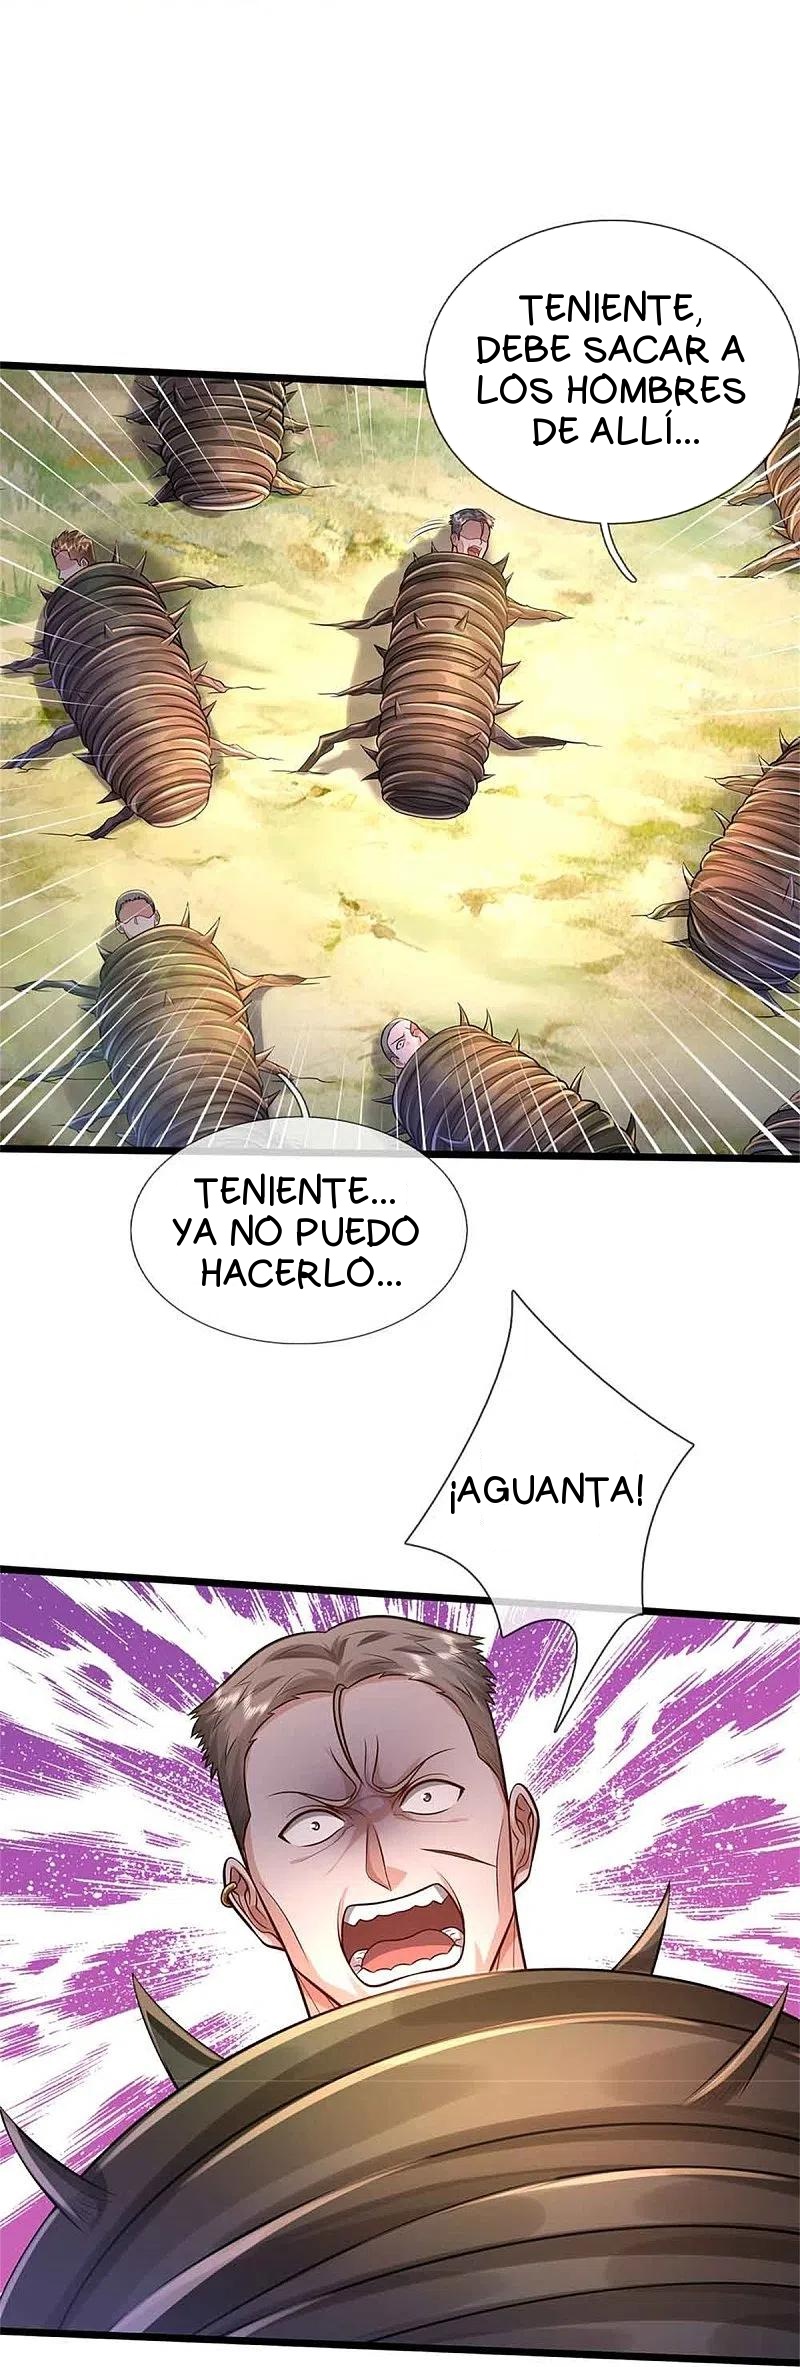 TENIENTE,
DEBE SACAR A
LOS HOMBRES
DE ALLÍ...
TENIENTE...
YA NO PUEDO
HACERLO...
¡AGUANTA!